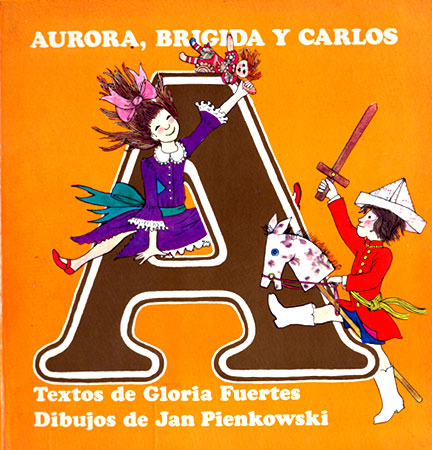 AURORA, BRIGIDA Y CARLOS
A
Textos de Gloria Fuertes
Dibujos de Jan Pienkowski